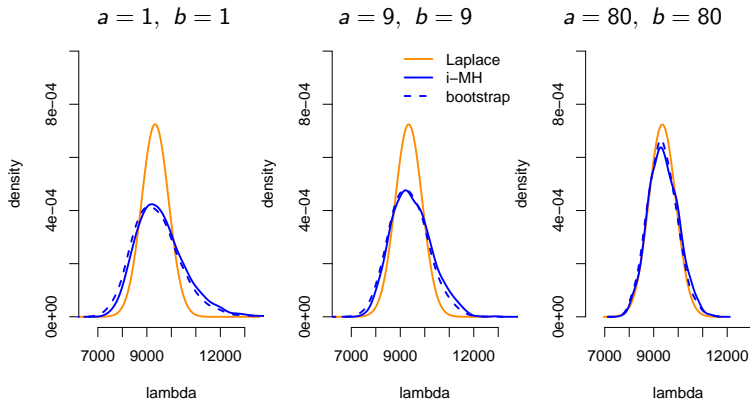 a = 1, b = 1
a = 9, b = 9
a = 80, b = 80
Laplace
i−MH
bootstrap
density
0e+00
4e−04
8e−04
7000 9000 12000
lambda
density
0e+00
4e−04
8e−04
7000 9000 12000
lambda
density
0e+00
4e−04
8e−04
7000 9000 12000
lambda